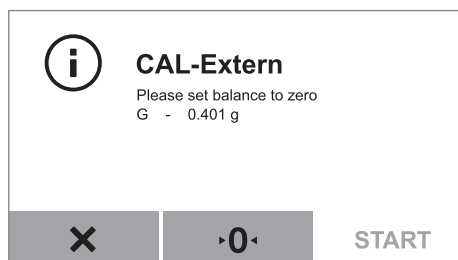 CAL-Extern
Please set balance to zero
G - 0.401 g
▸0◂ START